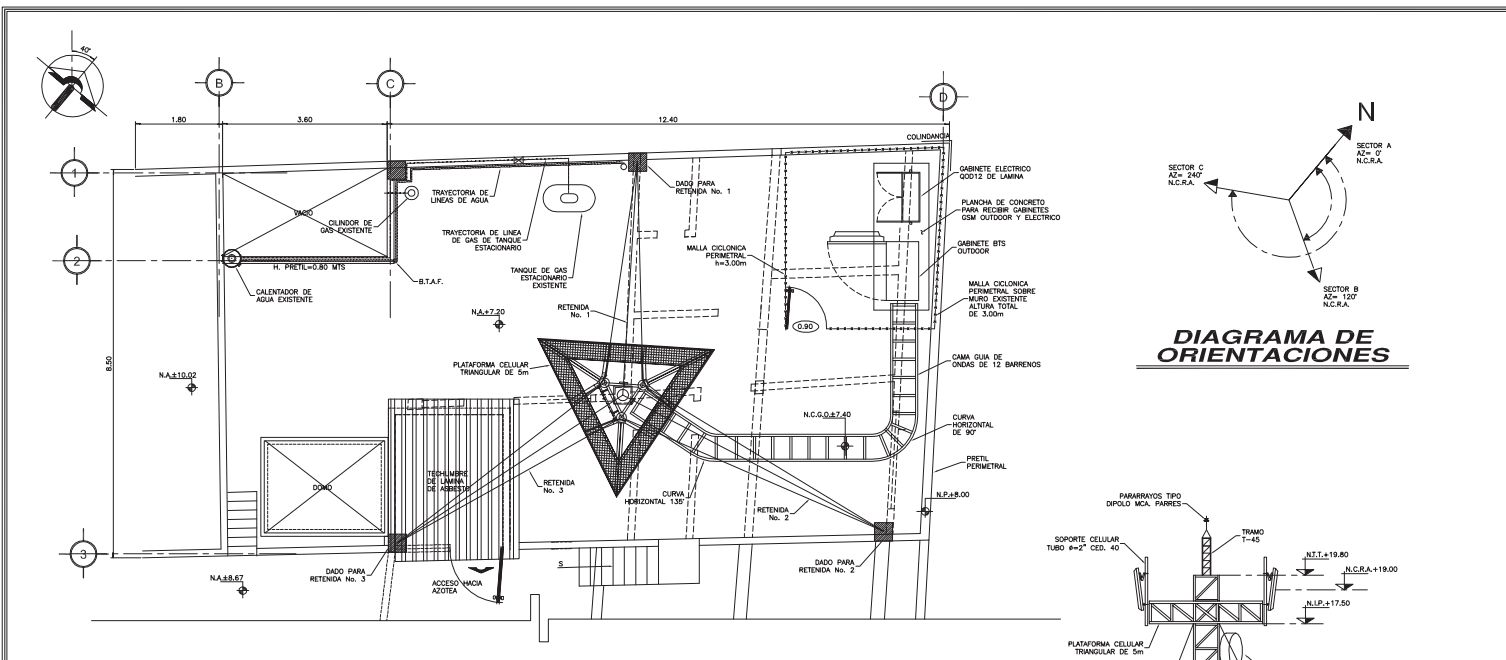 40°
B
C
D
1.80
3.60
12.40
COLINDANCIA
1
2
3
8.50
VACIO
CILINDOR DE
GAS EXISTENTE
TRAYECTORIA DE
LINEAS DE AGUA
TRAYECTORIA DE LINEA
DE GAS DE TANQUE
ESTACIONARIO
TANQUE DE GAS
ESTACIONARIO
EXISTENTE
DADO PARA
RETENIDA No. 1
H. PRETIL=0.80 MTS
B.T.A.F.
CALENTADOR DE
AGUA EXISTENTE
MALLA CICLONICA
PERIMETRAL
h=3.00m
GABINETE ELECTRICO
QOD12 DE LAMINA
PLANCHA DE CONCRETO
PARA RECIBIR GABINETES
GSM OUTDOOR Y ELECTRICO
GABINETE BTS
OUTDOOR
MALLA CICLONICA
PERIMETRAL SOBRE
MURO EXISTENTE
ALTURA TOTAL
DE 3.00m
0.90
RETENIDA
No. 1
N.A.+7.20
N.A.±10.02
PLATAFORMA CELULAR
TRIANGULAR DE 5m
CAMA GUIA DE
ONDAS DE 12 BARRENOS
N.C.G.O.±7.40
CURVA
HORIZONTAL
DE 90°
PRETIL
PERIMETRAL
TECHUMBRE
DE LAMINA
DE ASBESTO
DOMO
RETENIDA
No. 3
CURVA
HORIZONTAL 135°
RETENIDA
No. 2
N.P.+8.00
DADO PARA
RETENIDA No. 3
DADO PARA
RETENIDA No. 2
N.A.±8.67
ACCESO HACIA
AZOTEA
S
N
SECTOR A
AZ= 0°
N.C.R.A.
SECTOR C
AZ= 240°
N.C.R.A.
SECTOR B
AZ= 120°
N.C.R.A.
DIAGRAMA DE
ORIENTACIONES
PARARRAYOS TIPO
DIPOLO MCA. PARRES
SOPORTE CELULAR
TUBO ø=2" CED. 40
TRAMO
T-45
N.T.T.+19.80
N.C.R.A.+19.00
N.I.P.+17.50
PLATAFORMA CELULAR
TRIANGULAR DE 5m